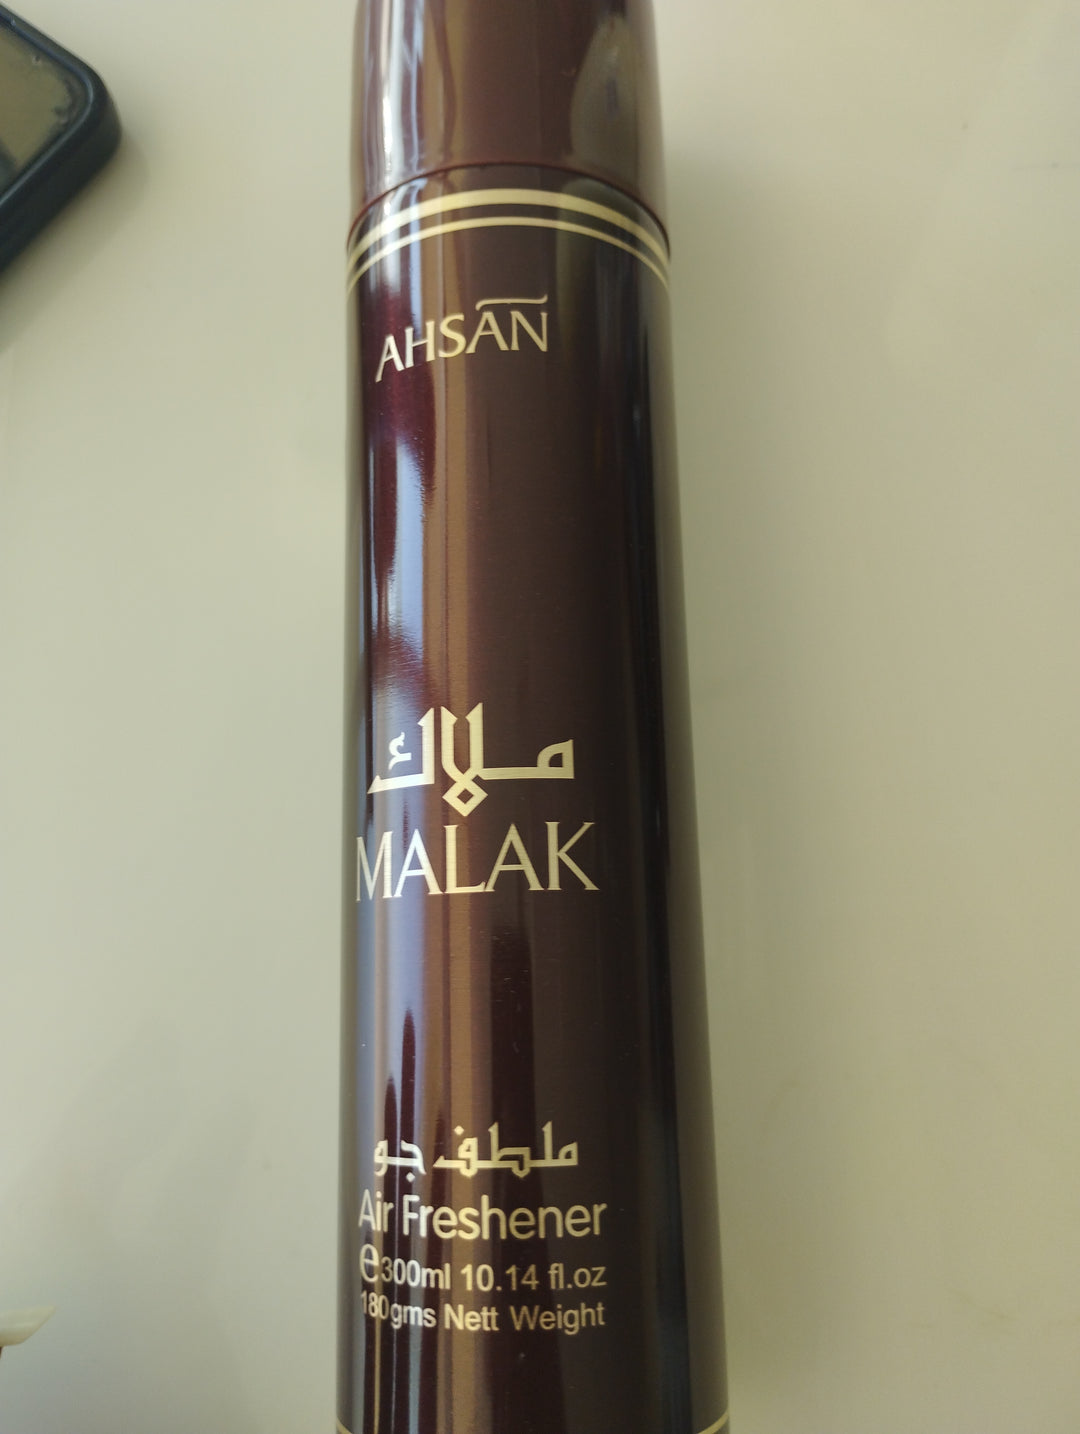 AHSAN
ملاك
MALAK
ملطف جو
Air Freshener
e 300ml 10.14 fl.oz
180gms Nett Weight